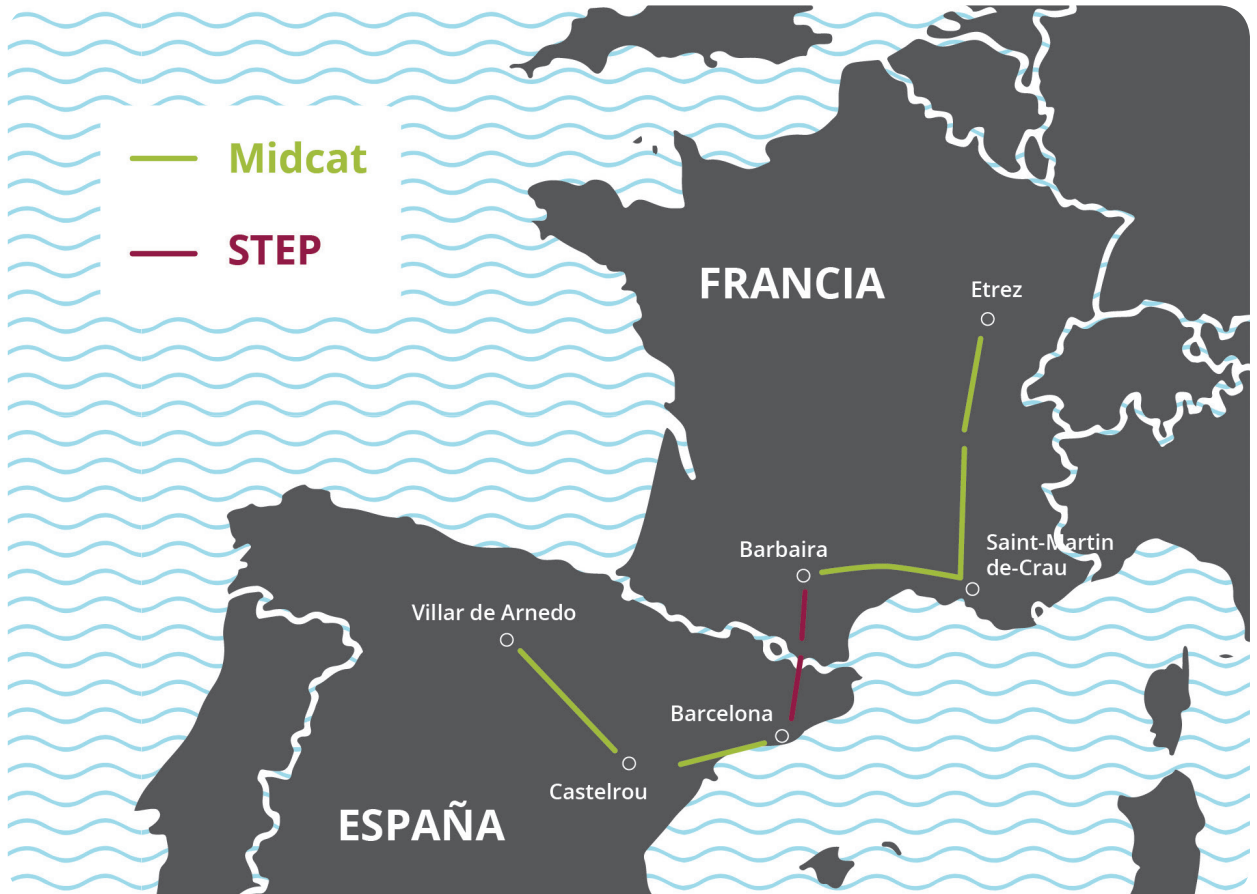 Midcat
STEP
FRANCIA
Etrez
Barbaira
Saint-Martin
de-Crau
Villar de Arnedo
Barcelona
Castelrou
ESPAÑA